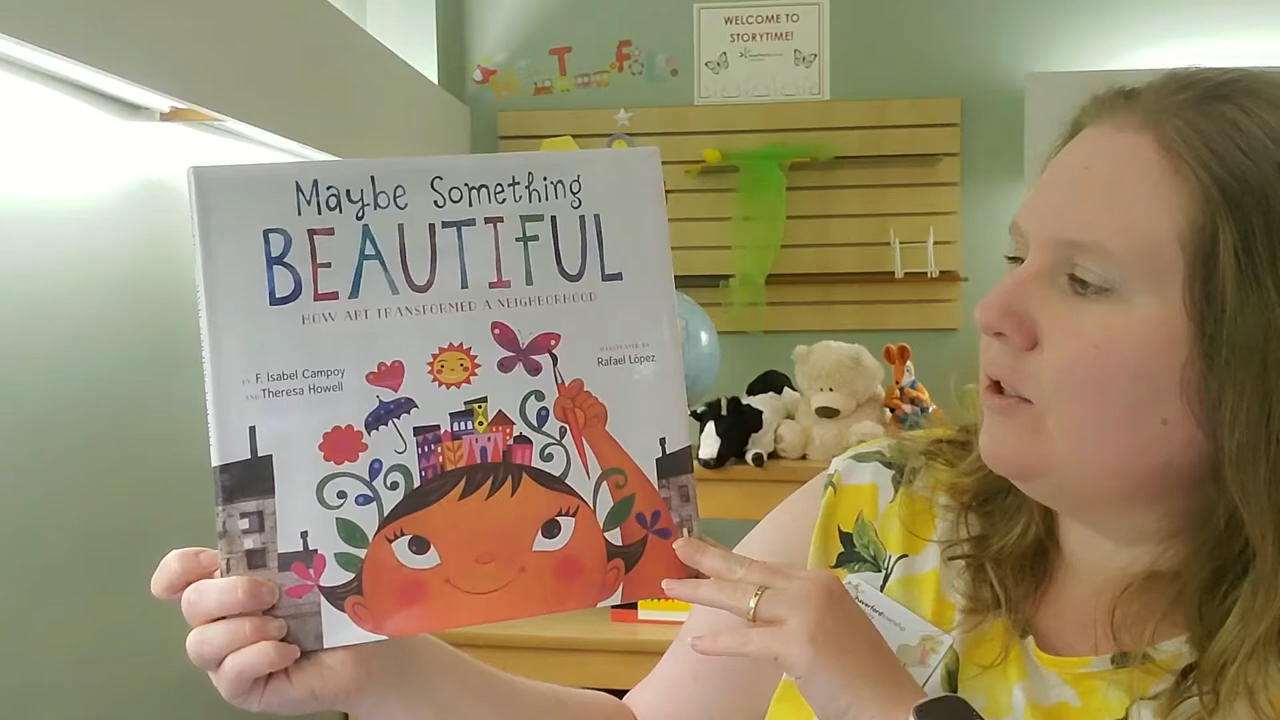 WELCOME TO
STORYTIME!
Maybe Something
BEAUTIFUL
HOW ART TRANSFORMED A NEIGHBORHOOD
BY F. Isabel Campoy
AND Theresa Howell
ILLUSTRATED BY
Rafael López